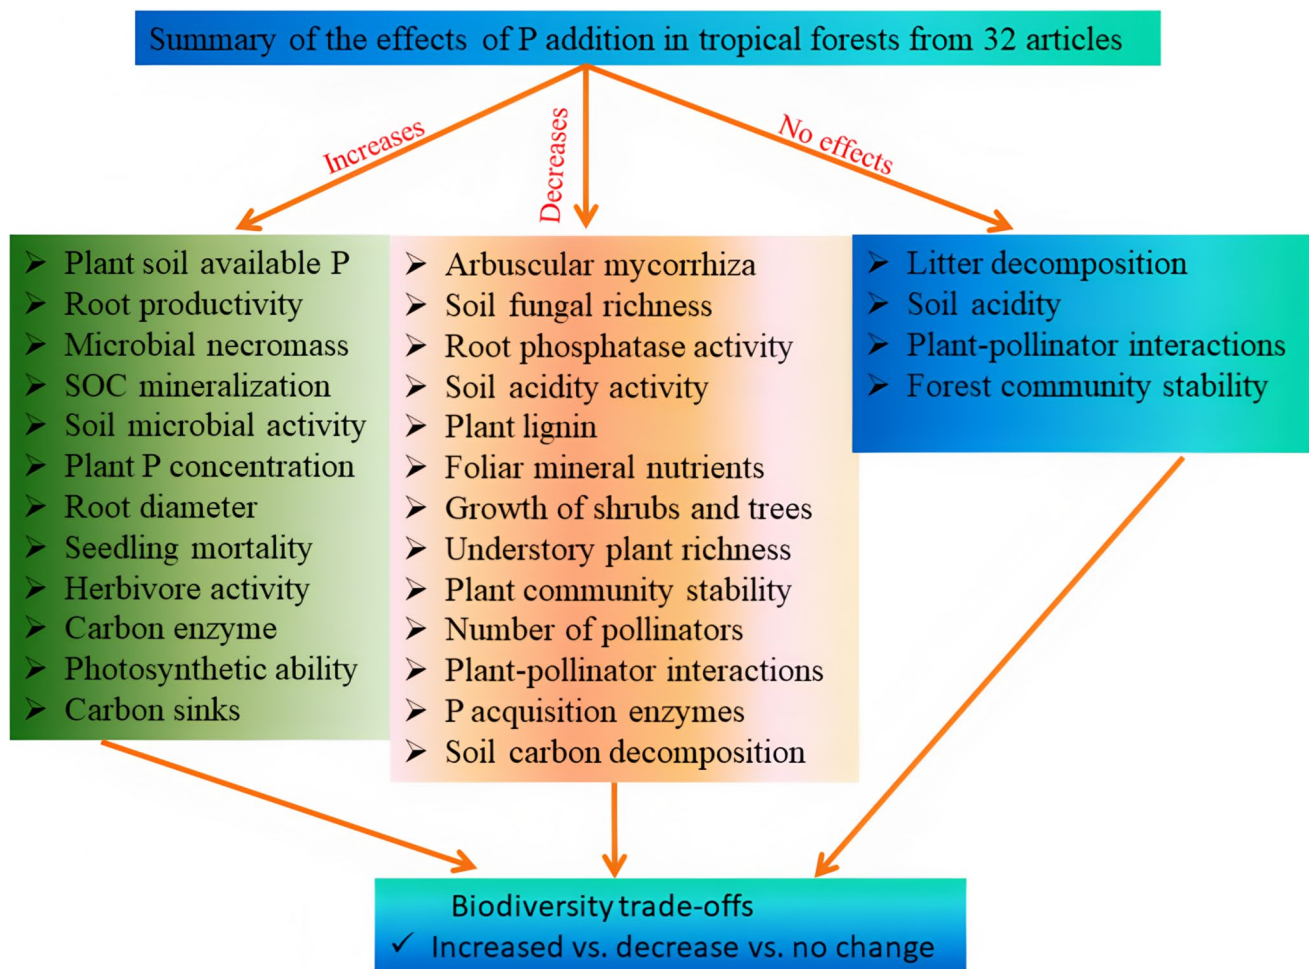 Summary of the effects of P addition in tropical forests from 32 articles
Increases
Decreases
No effects
➢ Plant soil available P
➢ Root productivity
➢ Microbial necromass
➢ SOC mineralization
➢ Soil microbial activity
➢ Plant P concentration
➢ Root diameter
➢ Seedling mortality
➢ Herbivore activity
➢ Carbon enzyme
➢ Photosynthetic ability
➢ Carbon sinks
➢ Arbuscular mycorrhiza
➢ Soil fungal richness
➢ Root phosphatase activity
➢ Soil acidity activity
➢ Plant lignin
➢ Foliar mineral nutrients
➢ Growth of shrubs and trees
➢ Understory plant richness
➢ Plant community stability
➢ Number of pollinators
➢ Plant-pollinator interactions
➢ P acquisition enzymes
➢ Soil carbon decomposition
➢ Litter decomposition
➢ Soil acidity
➢ Plant-pollinator interactions
➢ Forest community stability
Biodiversity trade-offs
✓ Increased vs. decrease vs. no change